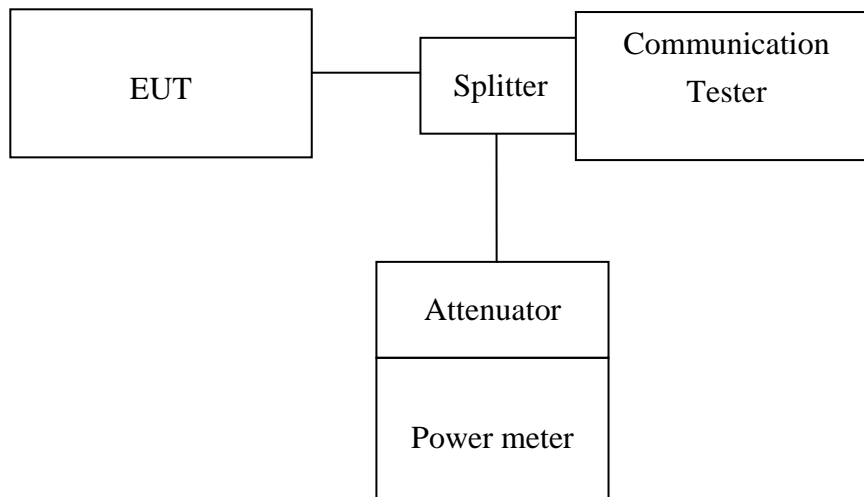 EUT
Splitter
Communication
Tester
Attenuator
Power meter